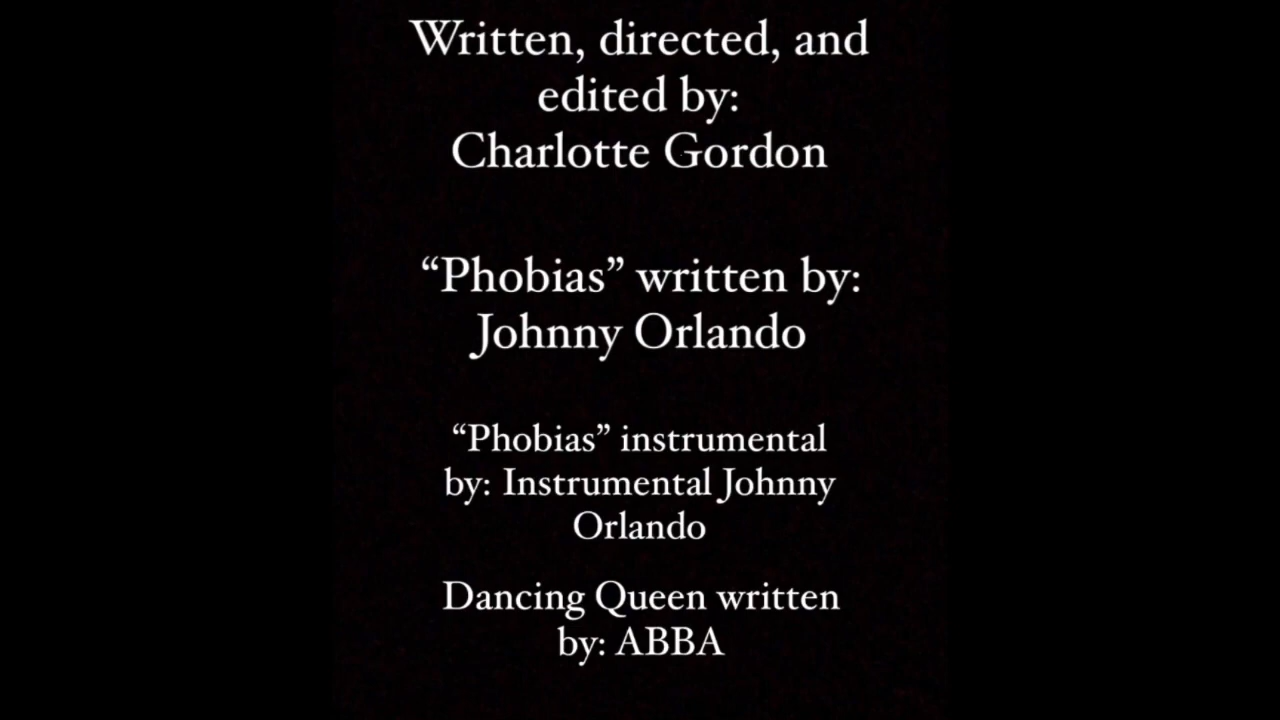 Written, directed, and
edited by:
Charlotte Gordon
“Phobias” written by:
Johnny Orlando
“Phobias” instrumental
by: Instrumental Johnny
Orlando
Dancing Queen written
by: ABBA